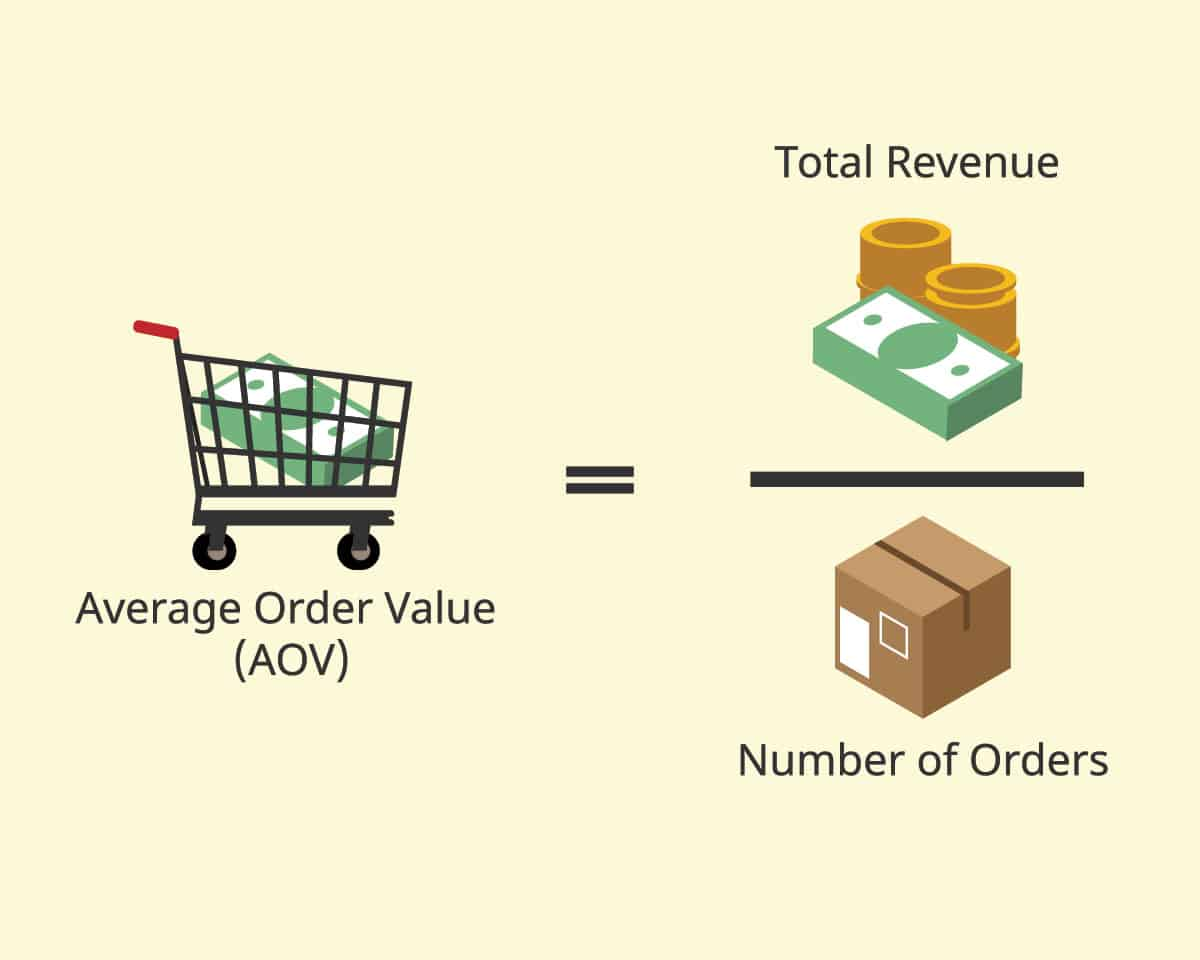 Average Order Value
(AOV)
=
Total Revenue
Number of Orders